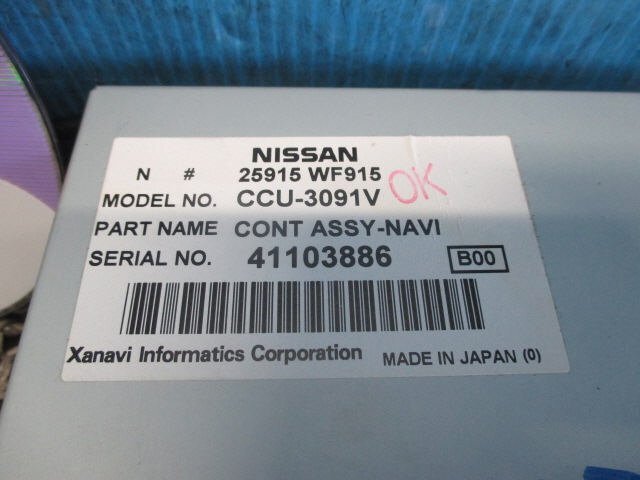 NISSAN
N # 25915 WF915
MODEL NO. CCU-3091V OK
PART NAME CONT ASSY-NAVI
SERIAL NO. 41103886 B00
Xanavi Informatics Corporation MADE IN JAPAN (0)